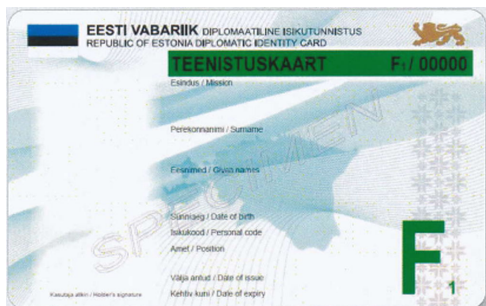 EESTI VABARIIK DIPLOMAATILINE ISIKUTUNNISTUS
REPUBLIC OF ESTONIA DIPLOMATIC IDENTITY CARD
TEENISTUSKAART F1/00000
Esindus / Mission
Perekonnanimi / Surname
Eesnimed / Given names
SPECIMEN
Sünniaeg / Date of birth
Isikukood / Personal code
Amet / Position
Välja antud / Date of issue
Kasutaja allkiri / Holder's signature
Kehtiv kuni / Date of expiry
F1